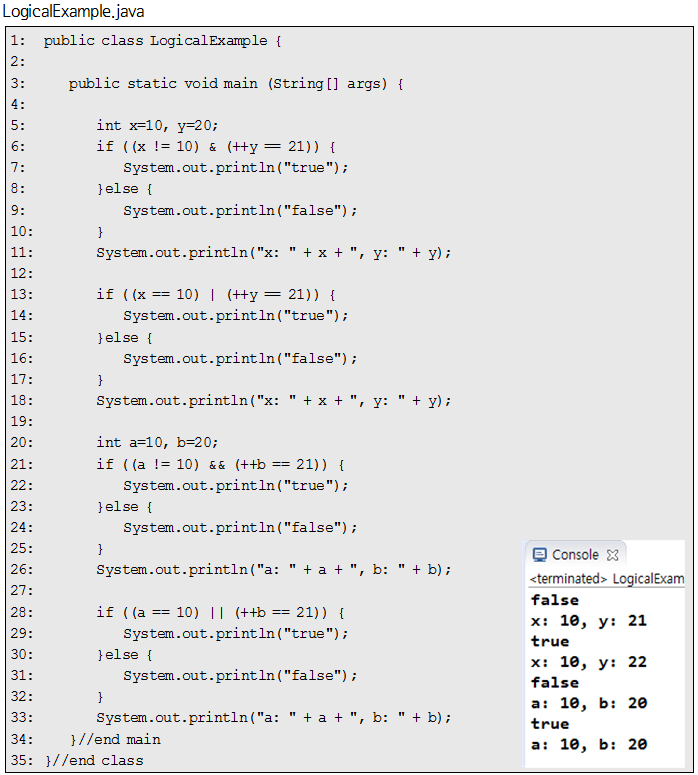 LogicalExample.java
1: public class LogicalExample {
2:
3: public static void main (String[] args) {
4:
5: int x=10, y=20;
6: if ((x != 10) & (++y == 21)) {
7: System.out.println("true");
8: }else {
9: System.out.println("false");
10: }
11: System.out.println("x: " + x + ", y: " + y);
12:
13: if ((x == 10) | (++y == 21)) {
14: System.out.println("true");
15: }else {
16: System.out.println("false");
17: }
18: System.out.println("x: " + x + ", y: " + y);
19:
20: int a=10, b=20;
21: if ((a != 10) && (++b == 21)) {
22: System.out.println("true");
23: }else {
24: System.out.println("false");
25: }
26: System.out.println("a: " + a + ", b: " + b);
27:
28: if ((a == 10) || (++b == 21)) {
29: System.out.println("true");
30: }else {
31: System.out.println("false");
32: }
33: System.out.println("a: " + a + ", b: " + b);
34: }//end main
35: }//end class
Console
<terminated> LogicalExam
false
x: 10, y: 21
true
x: 10, y: 22
false
a: 10, b: 20
true
a: 10, b: 20